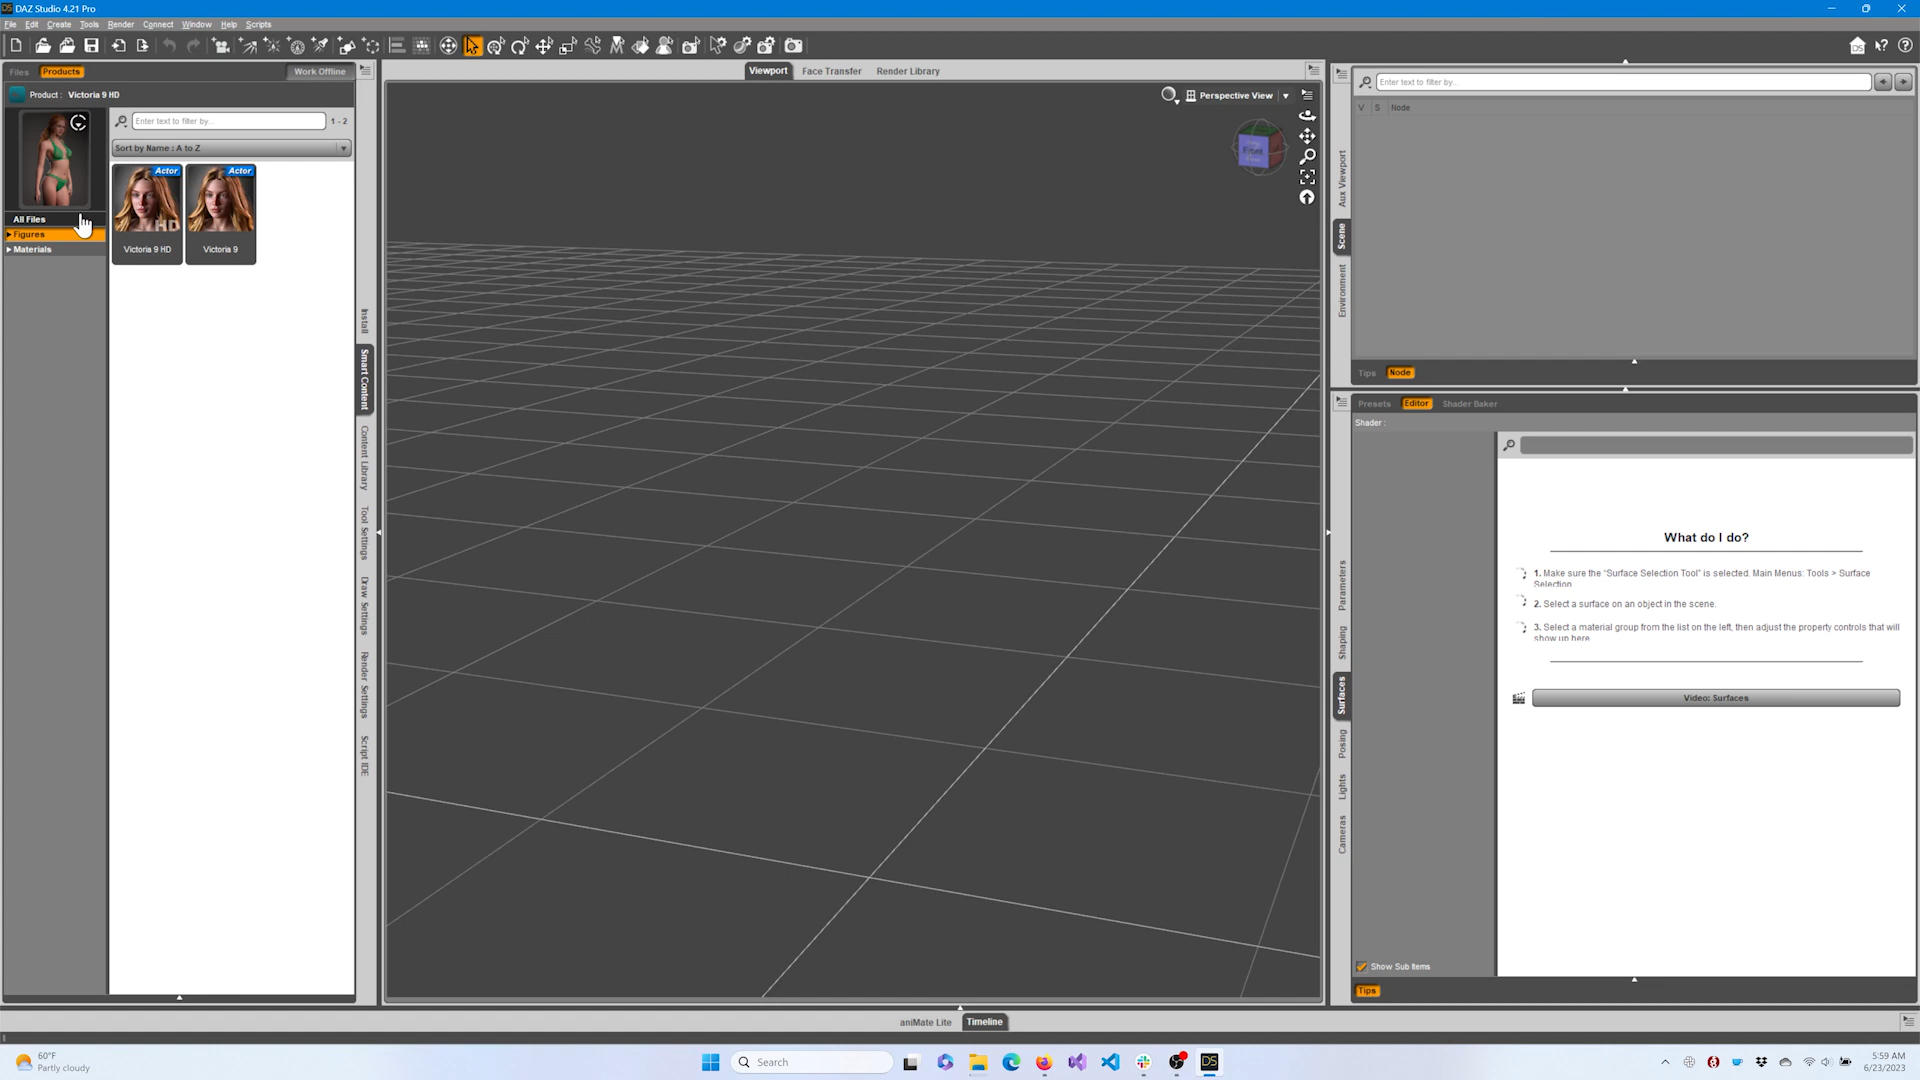 DAZ Studio 4.21 Pro
File Edit Create Tools Render Connect Window Help Scripts
Files Products Work Offline
Product : Victoria 9 HD
Enter text to filter by... 1 - 2
Sort by Name : A to Z
Actor Actor
HD
Victoria 9 HD Victoria 9
All Files
Figures
Materials
Install
Smart Content
Content Library
Tool Settings
Draw Settings
Render Settings
Script IDE
Viewport Face Transfer Render Library
Perspective View
Front
Aux Viewport
Scene
Environment
Enter text to filter by...
V S Node
Tips Node
Parameters
Shaping
Surfaces
Posing
Lights
Cameras
Presets Editor Shader Baker
Shader :
What do I do?
1. Make sure the "Surface Selection Tool" is selected. Main Menus: Tools > Surface
Selection
2. Select a surface on an object in the scene.
3. Select a material group from the list on the left, then adjust the property controls that will
show up here
Video: Surfaces
Show Sub Items
Tips
aniMate Lite Timeline
60°F
Partly cloudy
Search
DS
5:59 AM
6/23/2023